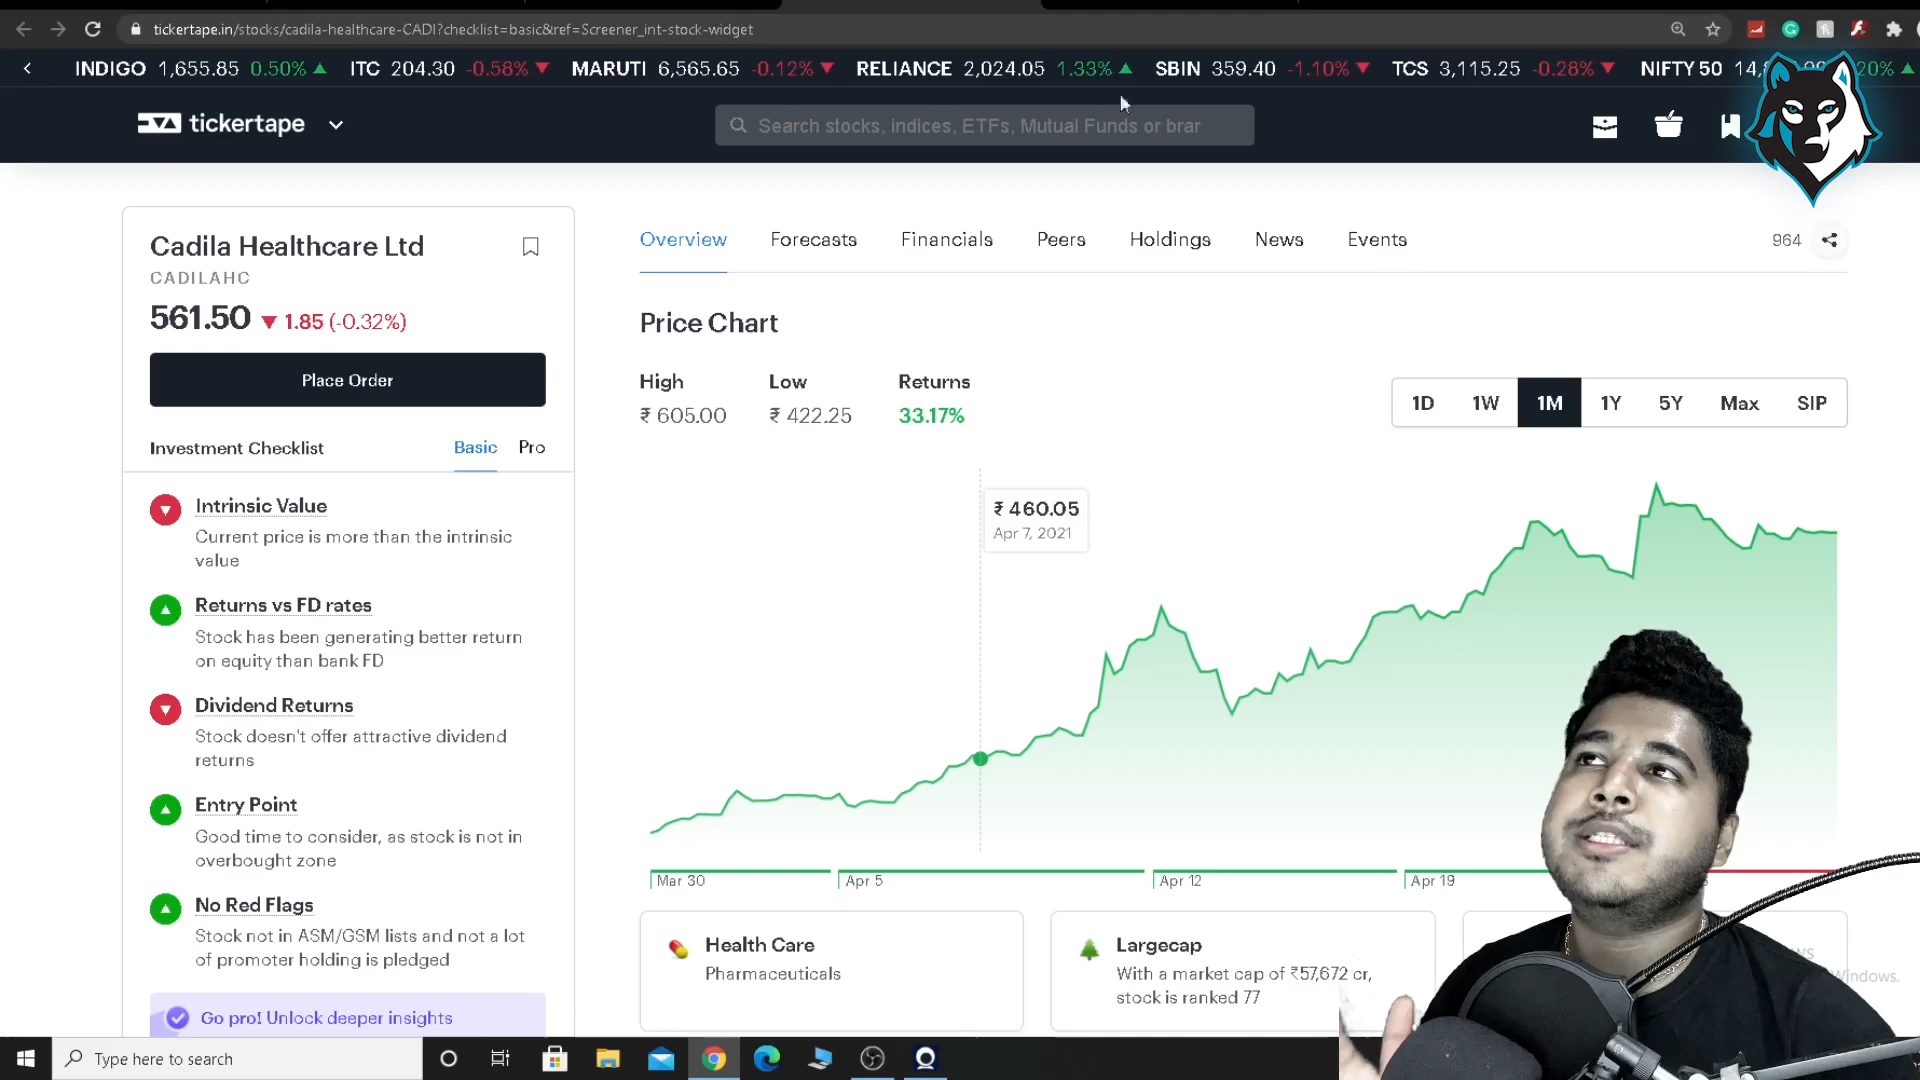 tickertape.in/stocks/cadila-healthcare-CADI?checklist=basic&ref=Screener_int-stock-widget
INDIGO 1,655.85 0.50% ▲ ITC 204.30 -0.58% ▼ MARUTI 6,565.65 -0.12% ▼ RELIANCE 2,024.05 1.33% ▲ SBIN 359.40 -1.10% ▼ TCS 3,115.25 -0.28% ▼ NIFTY 50 20% ▲
tickertape
Search stocks, indices, ETFs, Mutual Funds or brar
Cadila Healthcare Ltd
CADILAHC
561.50 ▼ 1.85 (-0.32%)
Place Order
Investment Checklist Basic Pro
Intrinsic Value
Current price is more than the intrinsic
value
Returns vs FD rates
Stock has been generating better return
on equity than bank FD
Dividend Returns
Stock doesn't offer attractive dividend
returns
Entry Point
Good time to consider, as stock is not in
overbought zone
No Red Flags
Stock not in ASM/GSM lists and not a lot
of promoter holding is pledged
Go pro! Unlock deeper insights
Overview Forecasts Financials Peers Holdings News Events 964
Price Chart
High Low Returns
₹ 605.00 ₹ 422.25 33.17%
1D 1W 1M 1Y 5Y Max SIP
₹ 460.05
Apr 7, 2021
Mar 30 Apr 5 Apr 12 Apr 19
Health Care
Pharmaceuticals
Largecap
With a market cap of ₹57,672 cr,
stock is ranked 77
Windows.
Type here to search